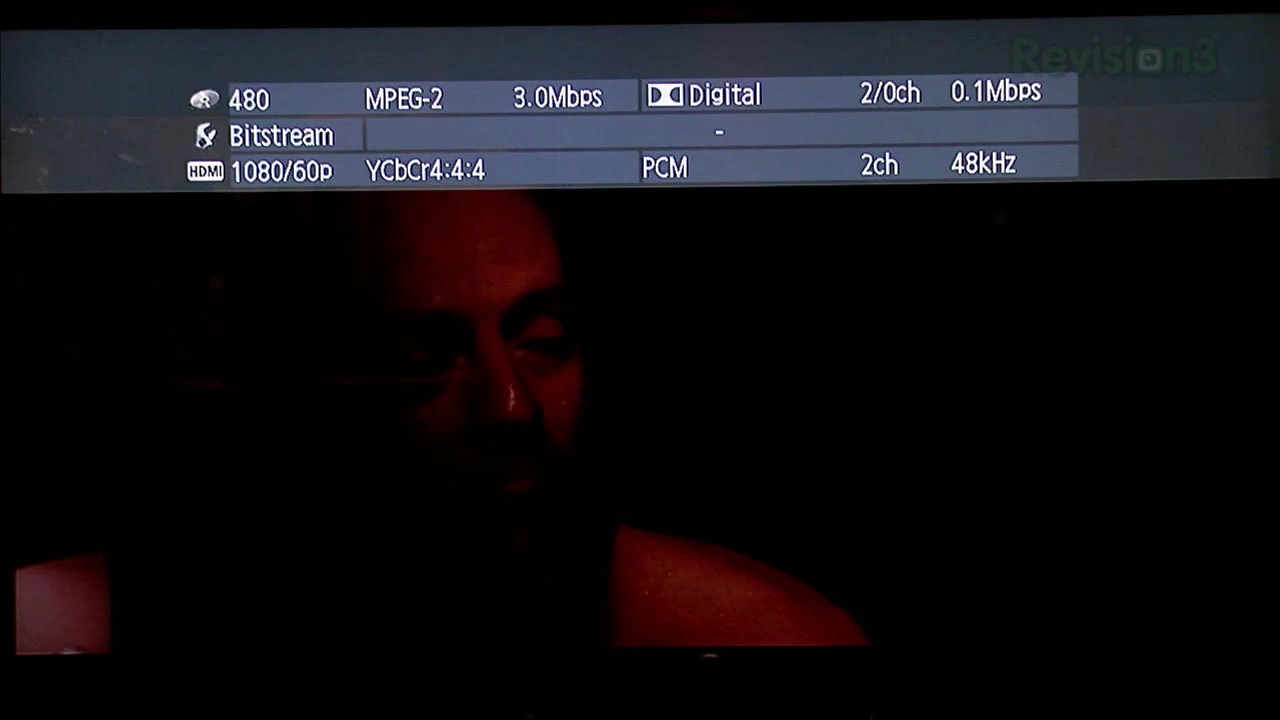 Revision3
480 MPEG-2 3.0Mbps Digital 2/0ch 0.1Mbps
Bitstream -
HDMI 1080/60p YCbCr4:4:4 PCM 2ch 48kHz